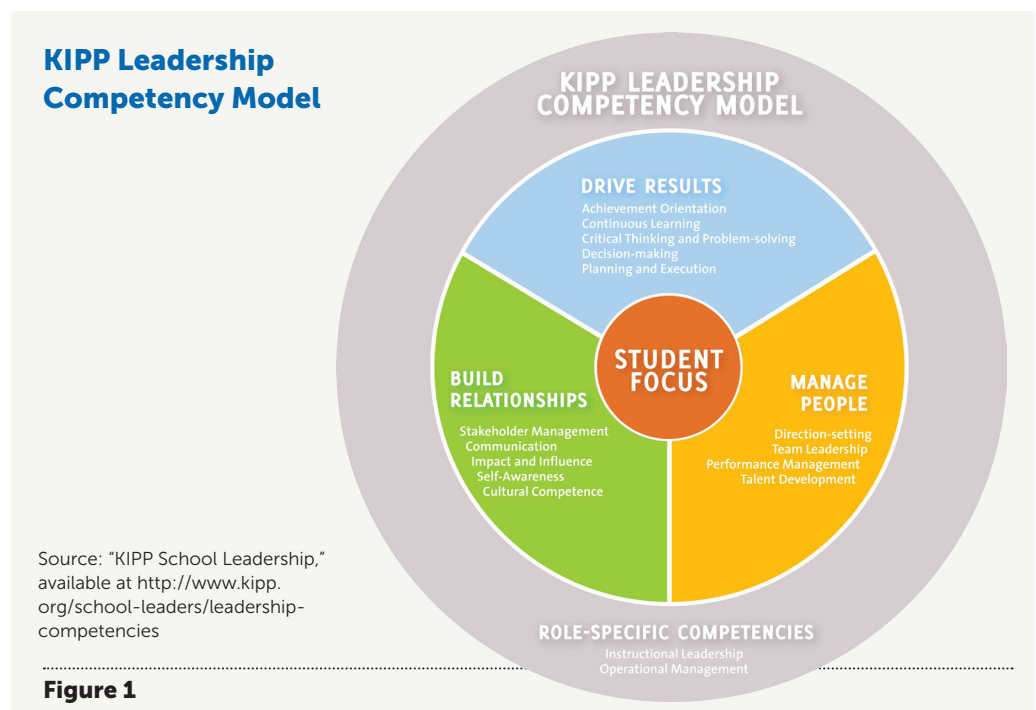 KIPP Leadership
Competency Model
KIPP LEADERSHIP
COMPETENCY MODEL
DRIVE RESULTS
Achievement Orientation
Continuous Learning
Critical Thinking and Problem-solving
Decision-making
Planning and Execution
STUDENT
FOCUS
BUILD
RELATIONSHIPS
Stakeholder Management
Communication
Impact and Influence
Self-Awareness
Cultural Competence
MANAGE
PEOPLE
Direction-setting
Team Leadership
Performance Management
Talent Development
ROLE-SPECIFIC COMPETENCIES
Instructional Leadership
Operational Management
Source: “KIPP School Leadership,”
available at http://www.kipp.
org/school-leaders/leadership-
competencies
Figure 1